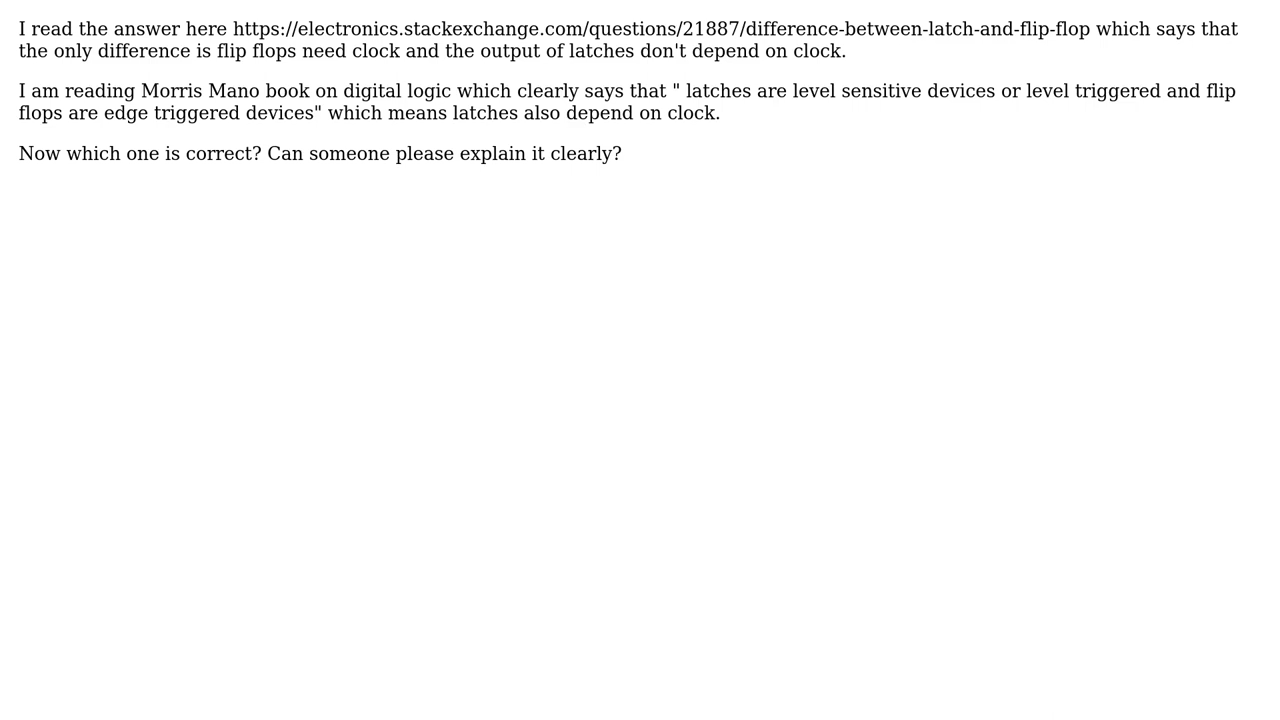 I read the answer here https://electronics.stackexchange.com/questions/21887/difference-between-latch-and-flip-flop which says that
the only difference is flip flops need clock and the output of latches don't depend on clock.
I am reading Morris Mano book on digital logic which clearly says that " latches are level sensitive devices or level triggered and flip
flops are edge triggered devices" which means latches also depend on clock.
Now which one is correct? Can someone please explain it clearly?